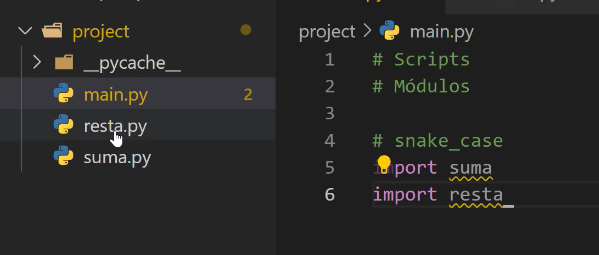 project
__pycache__
main.py 2
resta.py
suma.py
project > main.py
1 # Scripts
2 # Módulos
3
4 # snake_case
5 import suma
6 import resta_